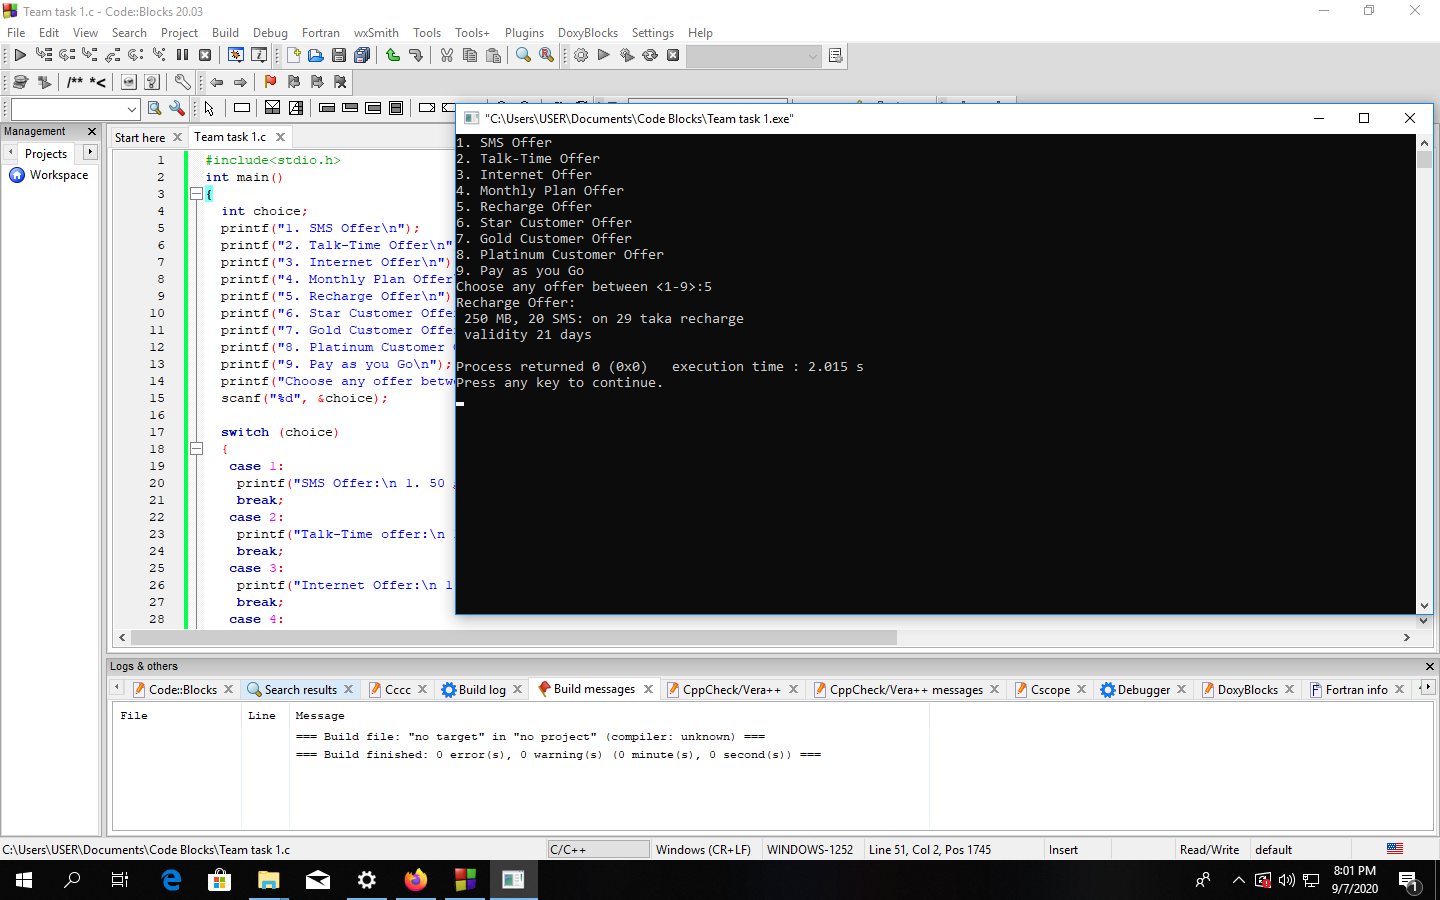 Team task 1.c - Code::Blocks 20.03
File Edit View Search Project Build Debug Fortran wxSmith Tools Tools+ Plugins DoxyBlocks Settings Help
/** *<
Management
Projects
Workspace
Start here
Team task 1.c
1 #include<stdio.h>
2 int main()
3 {
4 int choice;
5 printf("1. SMS Offer\n");
6 printf("2. Talk-Time Offer\n"
7 printf("3. Internet Offer\n")
8 printf("4. Monthly Plan Offer
9 printf("5. Recharge Offer\n")
10 printf("6. Star Customer Offe
11 printf("7. Gold Customer Offe
12 printf("8. Platinum Customer
13 printf("9. Pay as you Go\n");
14 printf("Choose any offer betw
15 scanf("%d", &choice);
16
17 switch (choice)
18 {
19 case 1:
20 printf("SMS Offer:\n 1. 50
21 break;
22 case 2:
23 printf("Talk-Time offer:\n
24 break;
25 case 3:
26 printf("Internet Offer:\n 1
27 break;
28 case 4:
"C:\Users\USER\Documents\Code Blocks\Team task 1.exe"
1. SMS Offer
2. Talk-Time Offer
3. Internet Offer
4. Monthly Plan Offer
5. Recharge Offer
6. Star Customer Offer
7. Gold Customer Offer
8. Platinum Customer Offer
9. Pay as you Go
Choose any offer between <1-9>:5
Recharge Offer:
250 MB, 20 SMS: on 29 taka recharge
validity 21 days
Process returned 0 (0x0) execution time : 2.015 s
Press any key to continue.
Logs & others
Code::Blocks Search results Cccc Build log Build messages CppCheck/Vera++ CppCheck/Vera++ messages Cscope Debugger DoxyBlocks Fortran info
File Line Message
=== Build file: "no target" in "no project" (compiler: unknown) ===
=== Build finished: 0 error(s), 0 warning(s) (0 minute(s), 0 second(s)) ===
C:\Users\USER\Documents\Code Blocks\Team task 1.c C/C++ Windows (CR+LF) WINDOWS-1252 Line 51, Col 2, Pos 1745 Insert Read/Write default
8:01 PM
9/7/2020
1